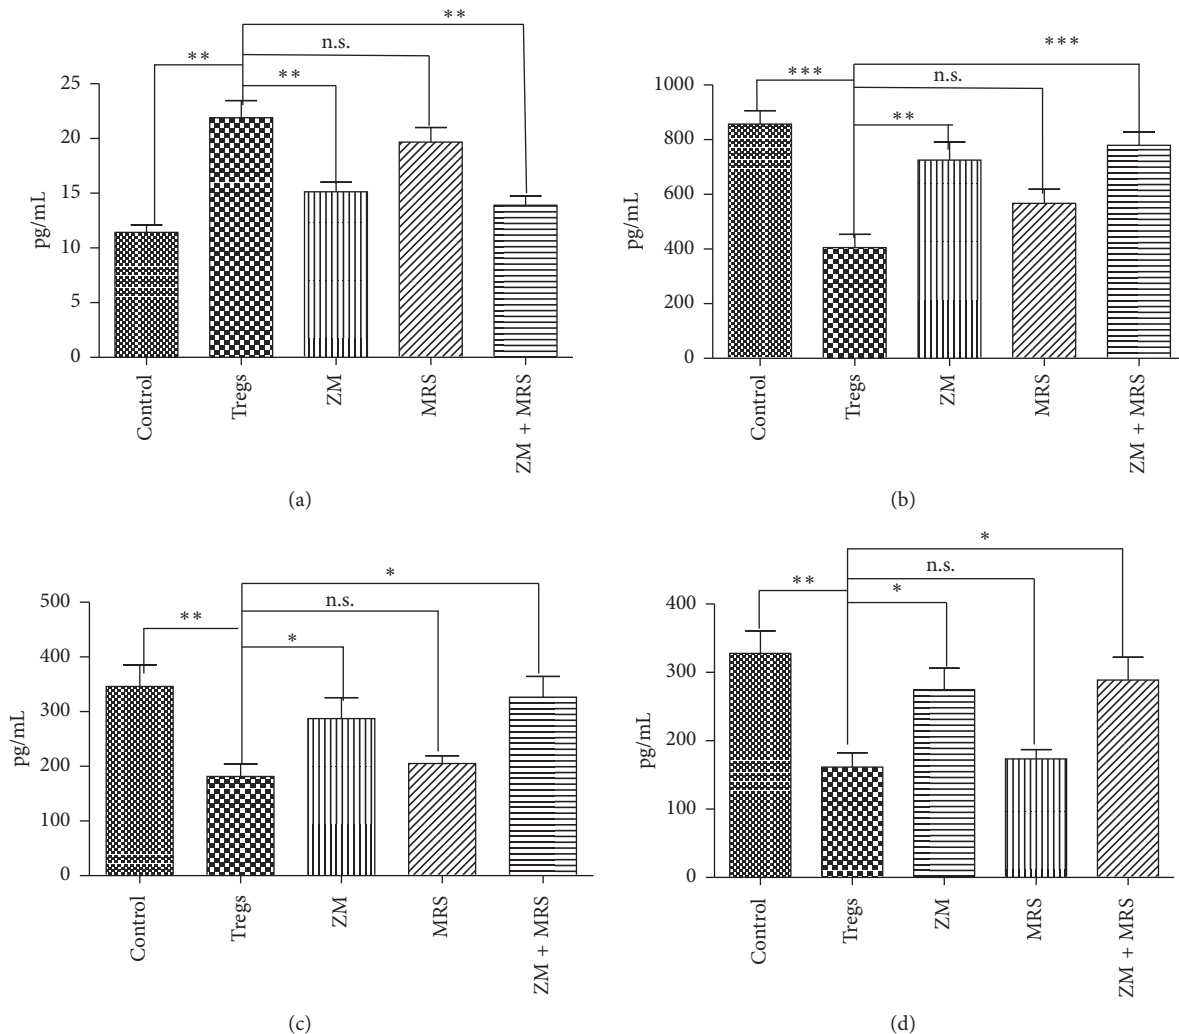 **
n.s.
**
**
25
20
15
10
5
0
pg/mL
Control
Tregs
ZM
MRS
ZM + MRS
(a)
***
***
n.s.
**
1000
800
600
400
200
0
pg/mL
Control
Tregs
ZM
MRS
ZM + MRS
(b)
*
n.s.
**
*
500
400
300
200
100
0
pg/mL
Control
Tregs
ZM
MRS
ZM + MRS
(c)
*
n.s.
**
*
400
300
200
100
0
pg/mL
Control
Tregs
ZM
MRS
ZM + MRS
(d)